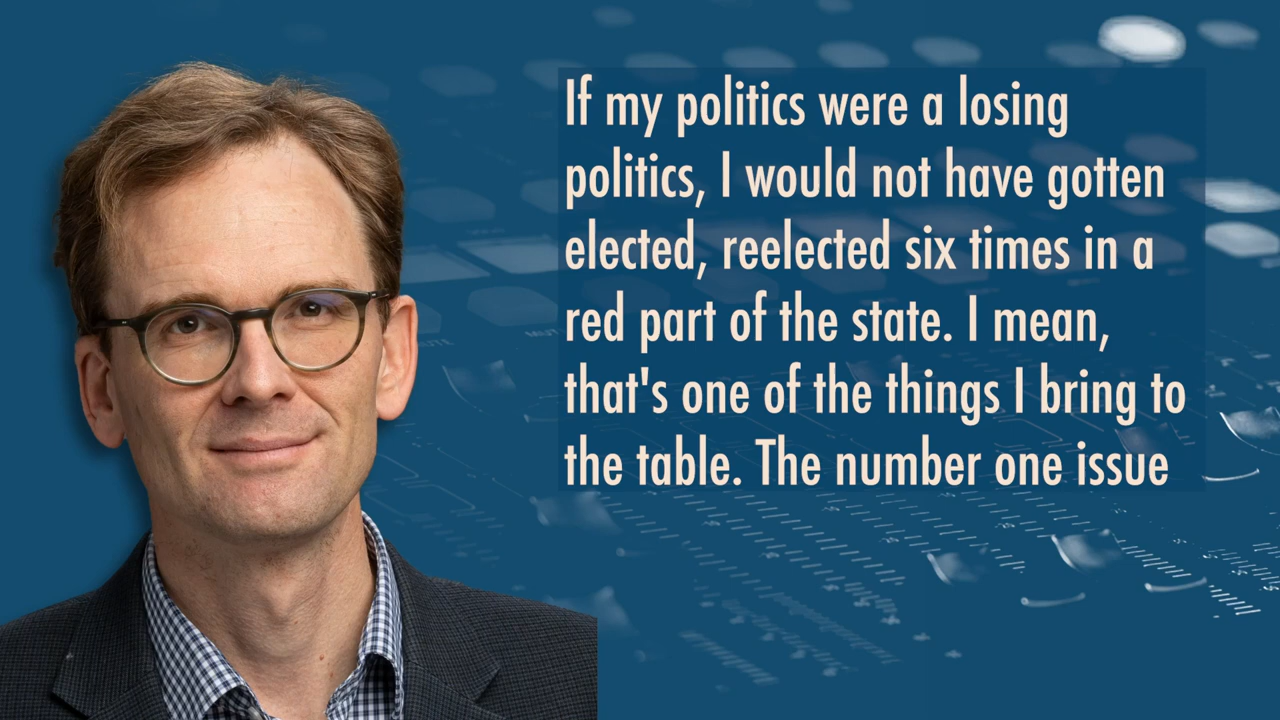 If my politics were a losing
politics, I would not have gotten
elected, reelected six times in a
red part of the state. I mean,
that's one of the things I bring to
the table. The number one issue